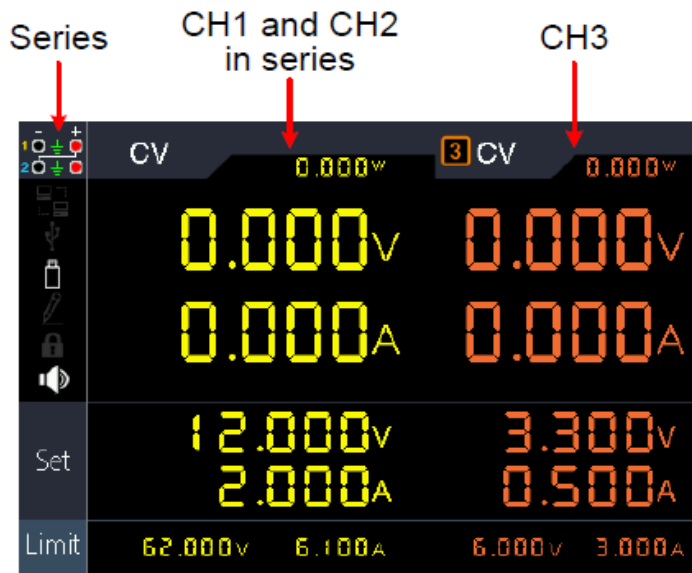 Series
CH1 and CH2
in series
CH3
- +
1
2
CV
0.000W
3 CV
0.000W
0.000V
0.000V
0.000A
0.000A
Set
12.000V
3.300V
2.000A
0.500A
Limit
62.000V 6.100A
6.000V 3.000A